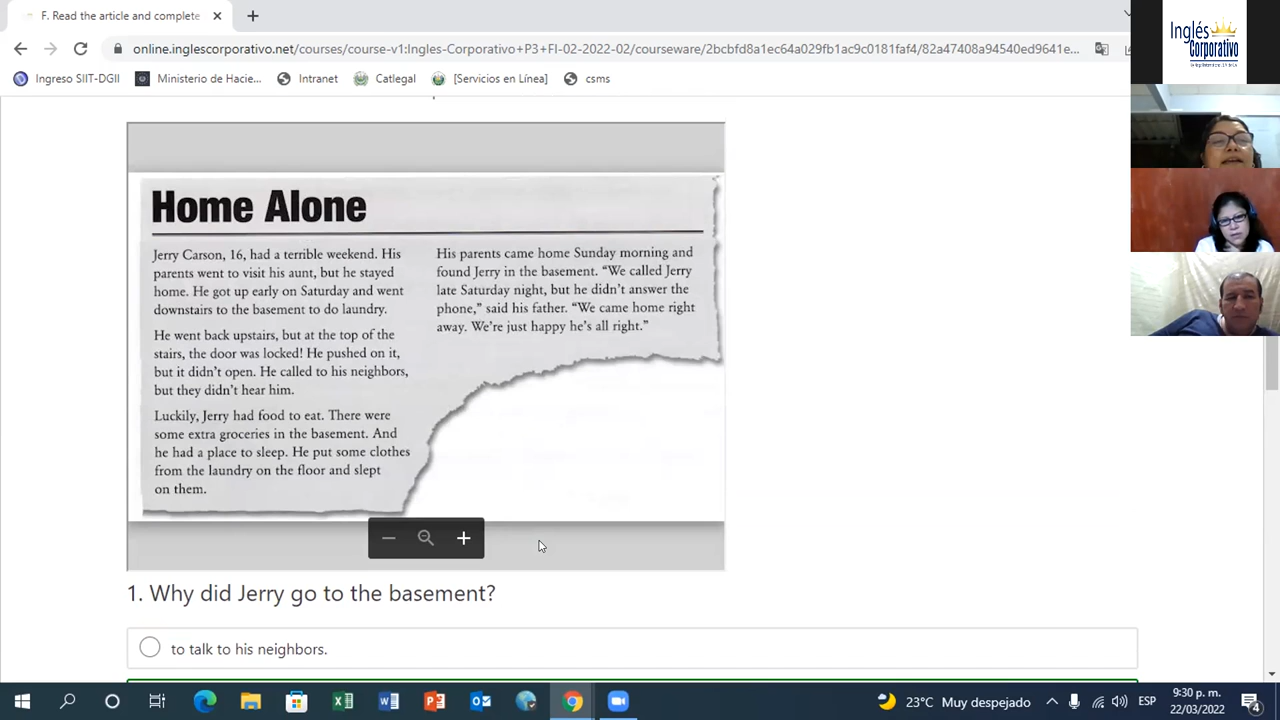 F. Read the article and complete
online.inglescorporativo.net/courses/course-v1:Ingles-Corporativo+P3+FI-02-2022-02/courseware/2bcbfd8a1ec64a029fb1ac9c0181faf4/82a47408a94540ed9641e...
Ingreso SIIT-DGII
Ministerio de Hacie...
Intranet
Catlegal
[Servicios en Línea]
csms
Inglés
Corporativo
Home Alone
Jerry Carson, 16, had a terrible weekend. His
parents went to visit his aunt, but he stayed
home. He got up early on Saturday and went
downstairs to the basement to do laundry.
He went back upstairs, but at the top of the
stairs, the door was locked! He pushed on it,
but it didn't open. He called to his neighbors,
but they didn't hear him.
Luckily, Jerry had food to eat. There were
some extra groceries in the basement. And
he had a place to sleep. He put some clothes
from the laundry on the floor and slept
on them.
His parents came home Sunday morning and
found Jerry in the basement. "We called Jerry
late Saturday night, but he didn't answer the
phone," said his father. "We came home right
away. We're just happy he's all right."
1. Why did Jerry go to the basement?
to talk to his neighbors.
23°C Muy despejado
ESP
9:30 p. m.
22/03/2022
4